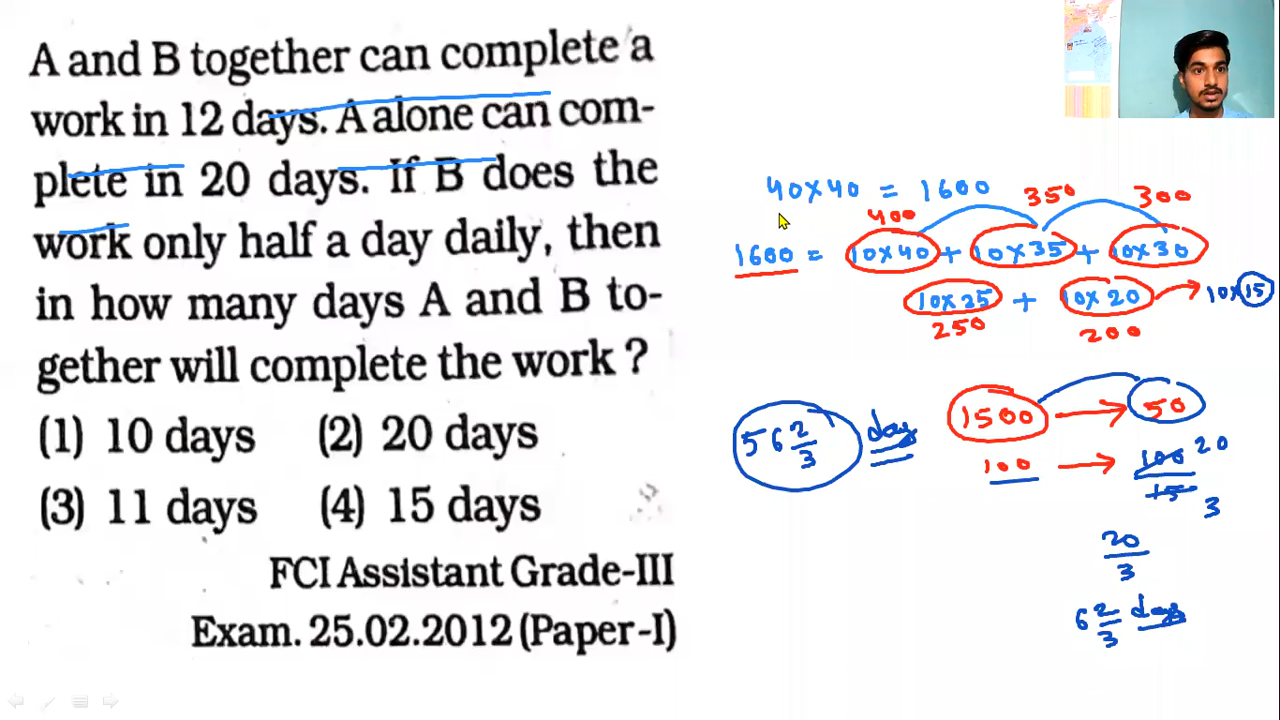 A and B together can complete a
work in 12 days. A alone can com-
plete in 20 days. If B does the
work only half a day daily, then
in how many days A and B to-
gether will complete the work ?
(1) 10 days (2) 20 days
(3) 11 days (4) 15 days
FCI Assistant Grade-III
Exam. 25.02.2012 (Paper-I)
40×40 = 1600
400 350 300
1600 = 10×40 + 10×35 + 10×30
10×25 + 10×20 → 10×15
250 200
1500 → 50
56 2/3 day
100 → 100/15 20/3
20/3
6 2/3 days